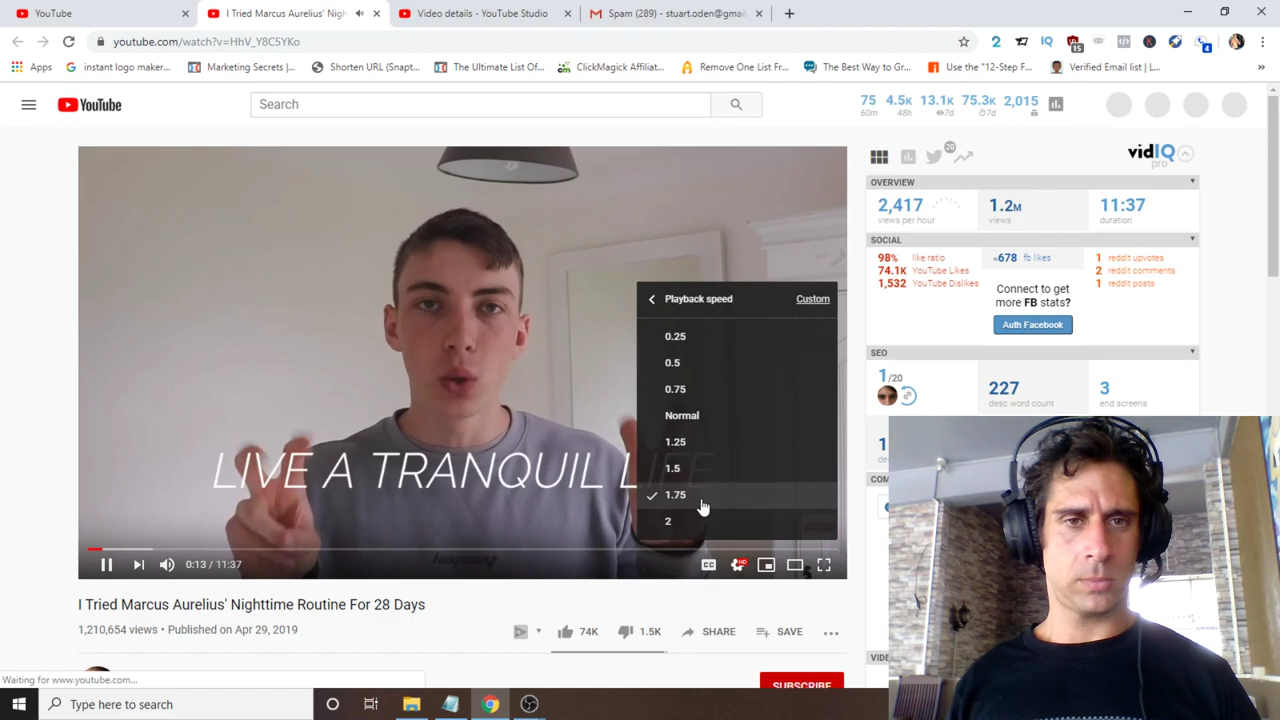 YouTube
I Tried Marcus Aurelius' Nigh
Video details - YouTube Studio
Spam (289) - stuart.oden@gmail
youtube.com/watch?v=HhV_Y8C5YKo
2
IQ
15
4
Apps
instant logo maker...
Marketing Secrets |...
Shorten URL (Snapt...
The Ultimate List Of...
ClickMagick Affiliat...
Remove One List Fr...
The Best Way to Gr...
Use the "12-Step F...
Verified Email list | L...
YouTube
Search
75 4.5K 13.1K 75.3K 2,015
60m 48h 7d 7d
20
vidIQ
pro
OVERVIEW
2,417 1.2M 11:37
views per hour views duration
SOCIAL
98% like ratio
74.1K YouTube Likes
1,532 YouTube Dislikes
≈678 fb likes
Connect to get
more FB stats?
Auth Facebook
1 reddit upvotes
2 reddit comments
1 reddit posts
SEO
1/20
227
desc word count
3
end screens
Playback speed Custom
0.25
0.5
0.75
Normal
1.25
1.5
1.75
2
LIVE A TRANQUIL LIFE
0:13 / 11:37
CC
HD
I Tried Marcus Aurelius' Nighttime Routine For 28 Days
1,210,654 views • Published on Apr 29, 2019
74K
1.5K
SHARE
SAVE
SUBSCRIBE
Waiting for www.youtube.com...
Type here to search